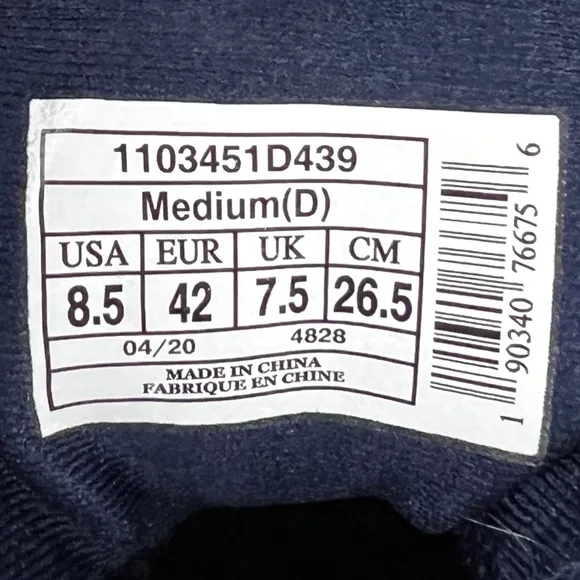 1103451D439
Medium(D)
USA EUR UK CM
8.5 42 7.5 26.5
04/20 4828
MADE IN CHINA
FABRIQUE EN CHINE
1 90340 76675 6